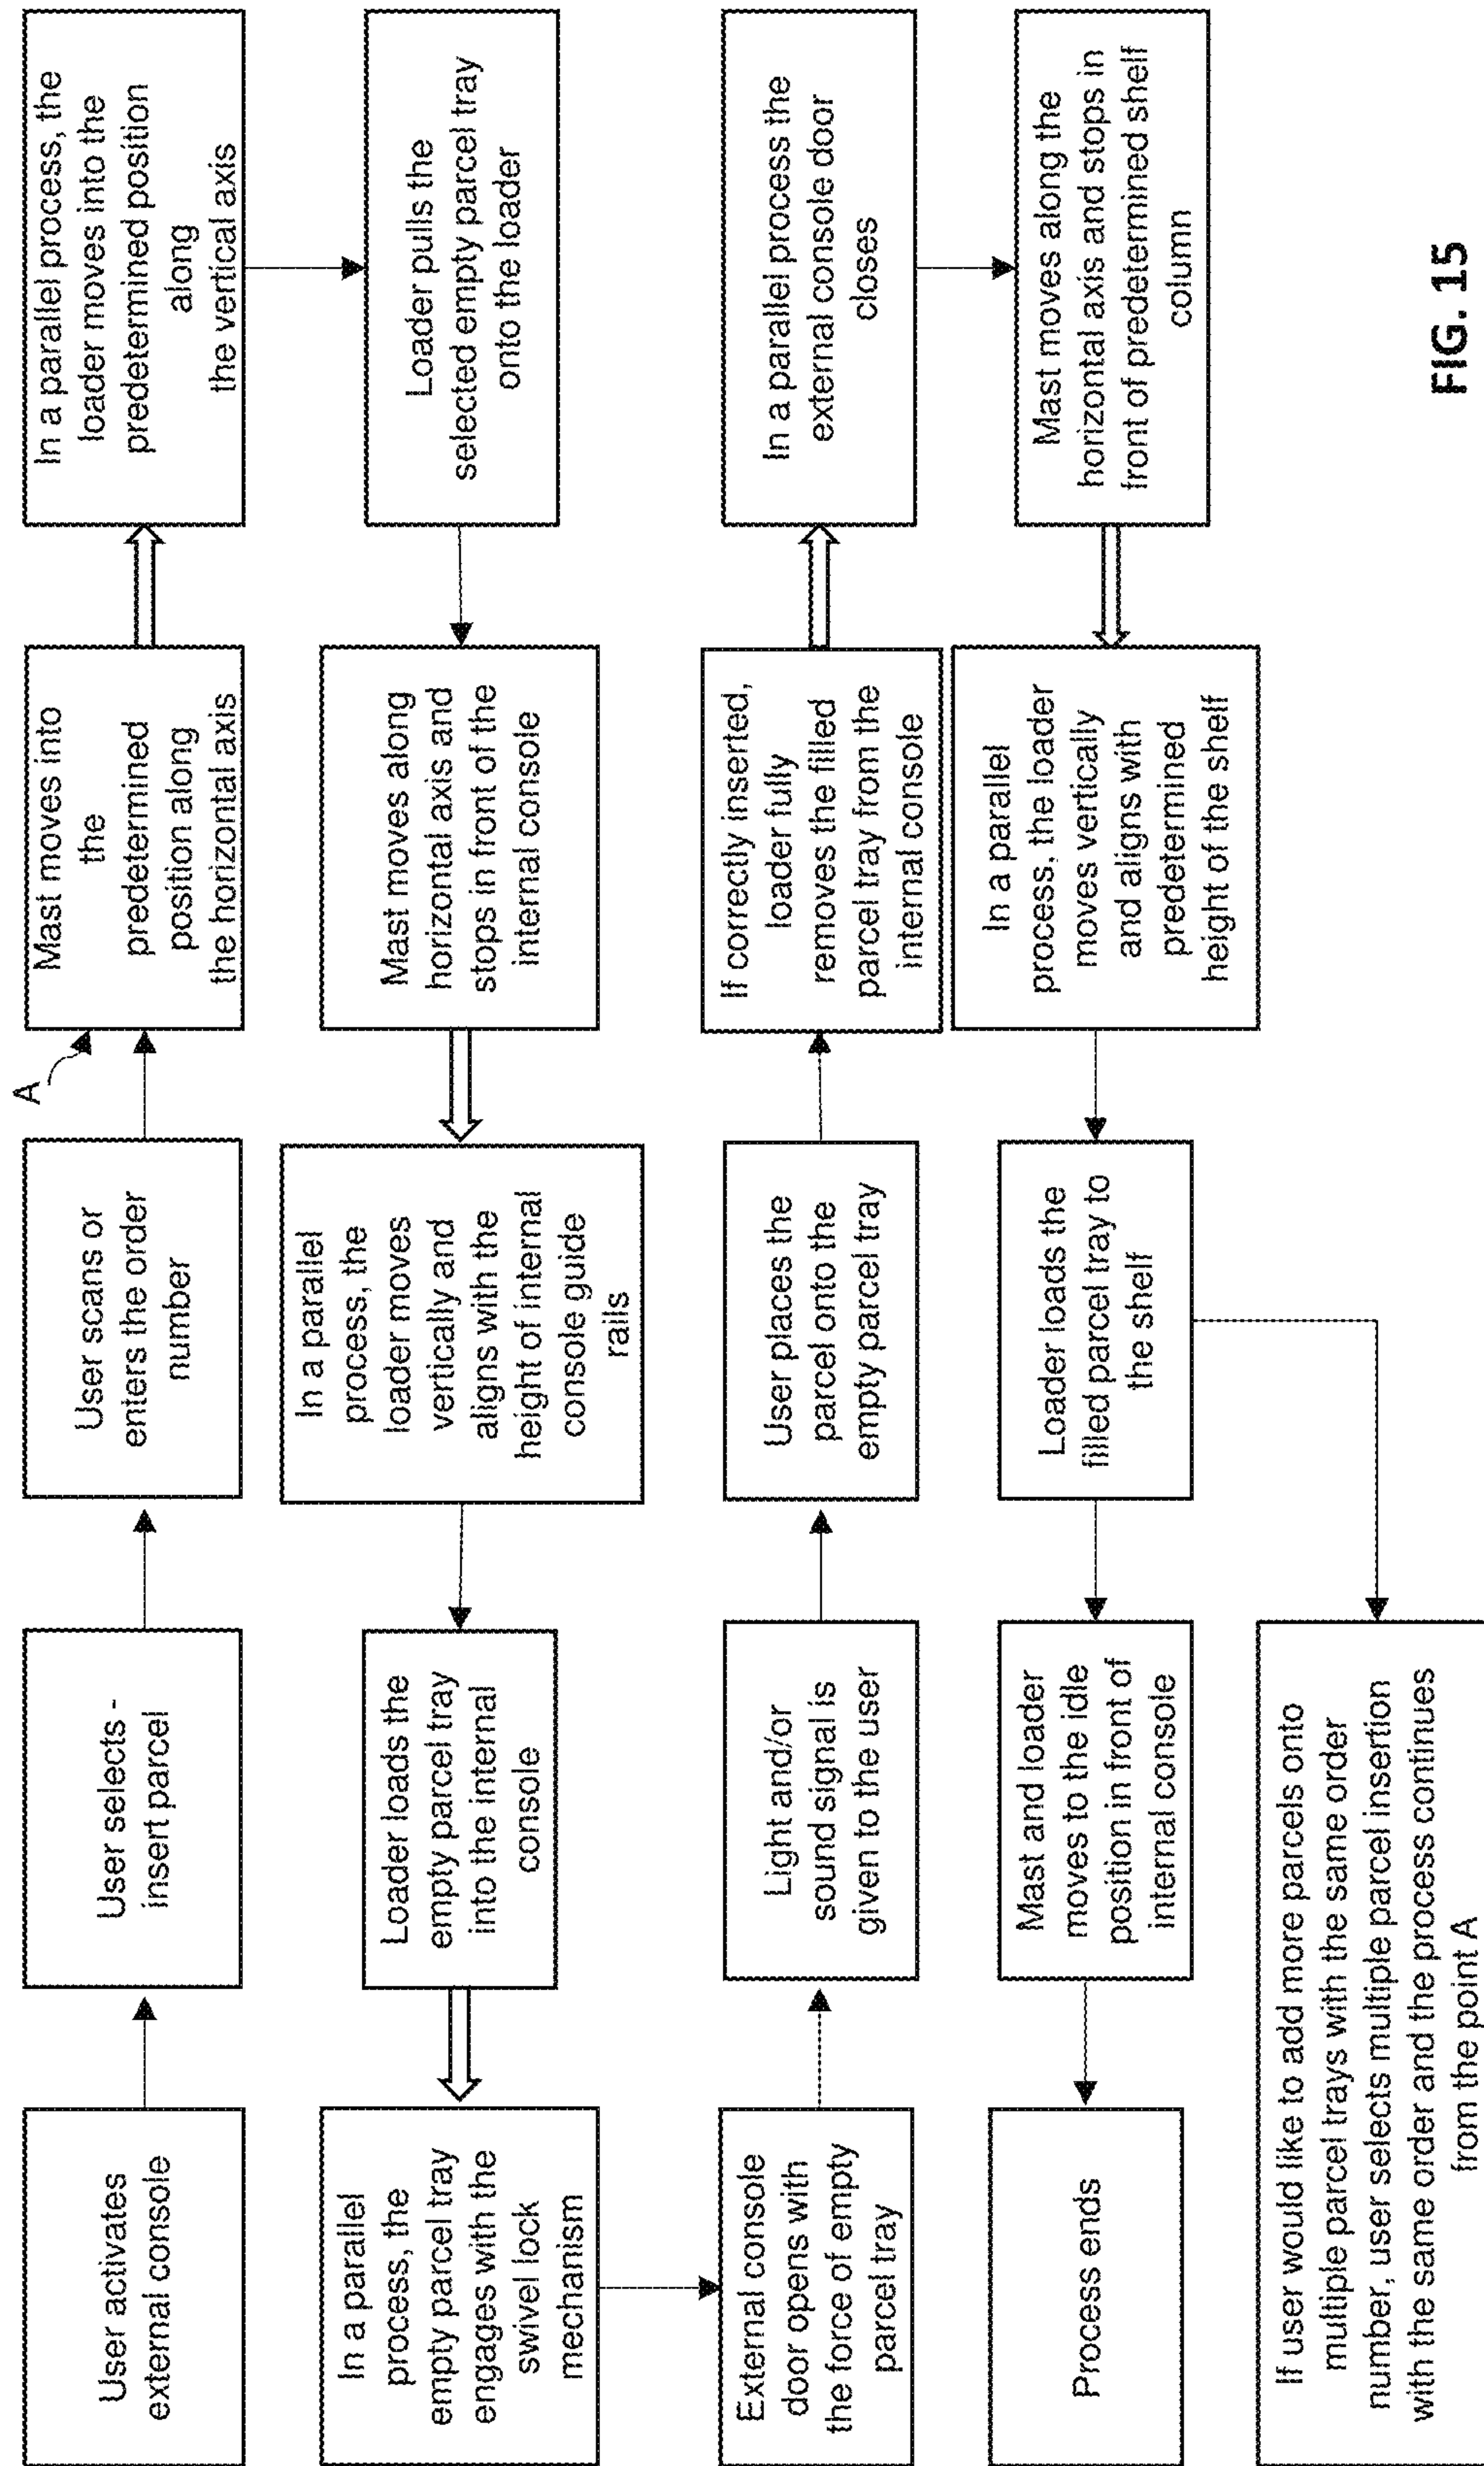 User activates
external console
User selects -
insert parcel
User scans or
enters the order
number
A
Mast moves into
the
predetermined
position along
the horizontal axis
In a parallel process, the
loader moves into the
predetermined position
along
the vertical axis
Loader pulls the
selected empty parcel tray
onto the loader
Mast moves along
horizontal axis and
stops in front of the
internal console
In a parallel
process, the
loader moves
vertically and
aligns with the
height of internal
console guide
rails
Loader loads the
empty parcel tray
into the internal
console
In a parallel
process, the
empty parcel tray
engages with the
swivel lock
mechanism
External console
door opens with
the force of empty
parcel tray
Light and/or
sound signal is
given to the user
User places the
parcel onto the
empty parcel tray
If correctly inserted,
loader fully
removes the filled
parcel tray from the
internal console
In a parallel process the
external console door
closes
Mast moves along the
horizontal axis and stops in
front of predetermined shelf
column
In a parallel
process, the loader
moves vertically
and aligns with
predetermined
height of the shelf
Loader loads the
filled parcel tray to
the shelf
Mast and loader
moves to the idle
position in front of
internal console
Process ends
If user would like to add more parcels onto
multiple parcel trays with the same order
number, user selects multiple parcel insertion
with the same order and the process continues
from the point A
FIG. 15